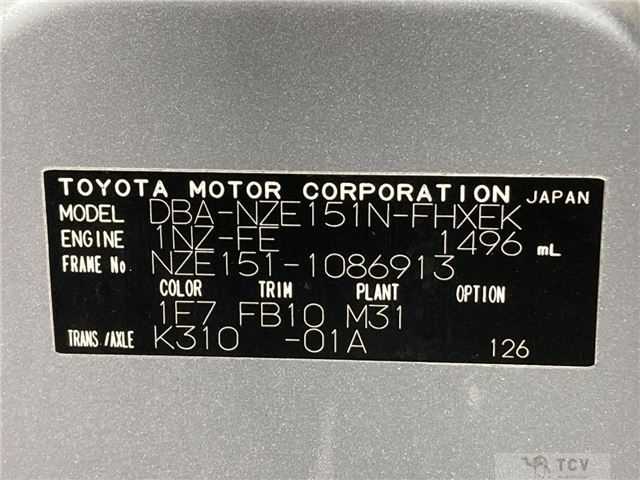 TOYOTA MOTOR CORPORATION JAPAN
MODEL DBA-NZE151N-FHXEK
ENGINE 1NZ-FE 1496 mL
FRAME No. NZE151-1086913
COLOR TRIM PLANT OPTION
1F7 FB10 M31
TRANS/AXLE K310 -01A 126
TCV